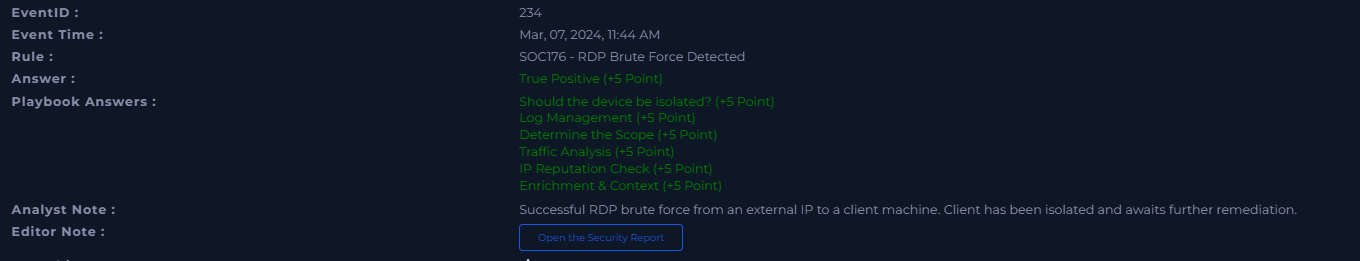 EventID : 234
Event Time : Mar, 07, 2024, 11:44 AM
Rule : SOC176 - RDP Brute Force Detected
Answer : True Positive (+5 Point)
Playbook Answers : Should the device be isolated? (+5 Point)
Log Management (+5 Point)
Determine the Scope (+5 Point)
Traffic Analysis (+5 Point)
IP Reputation Check (+5 Point)
Enrichment & Context (+5 Point)
Analyst Note : Successful RDP brute force from an external IP to a client machine. Client has been isolated and awaits further remediation.
Editor Note : Open the Security Report